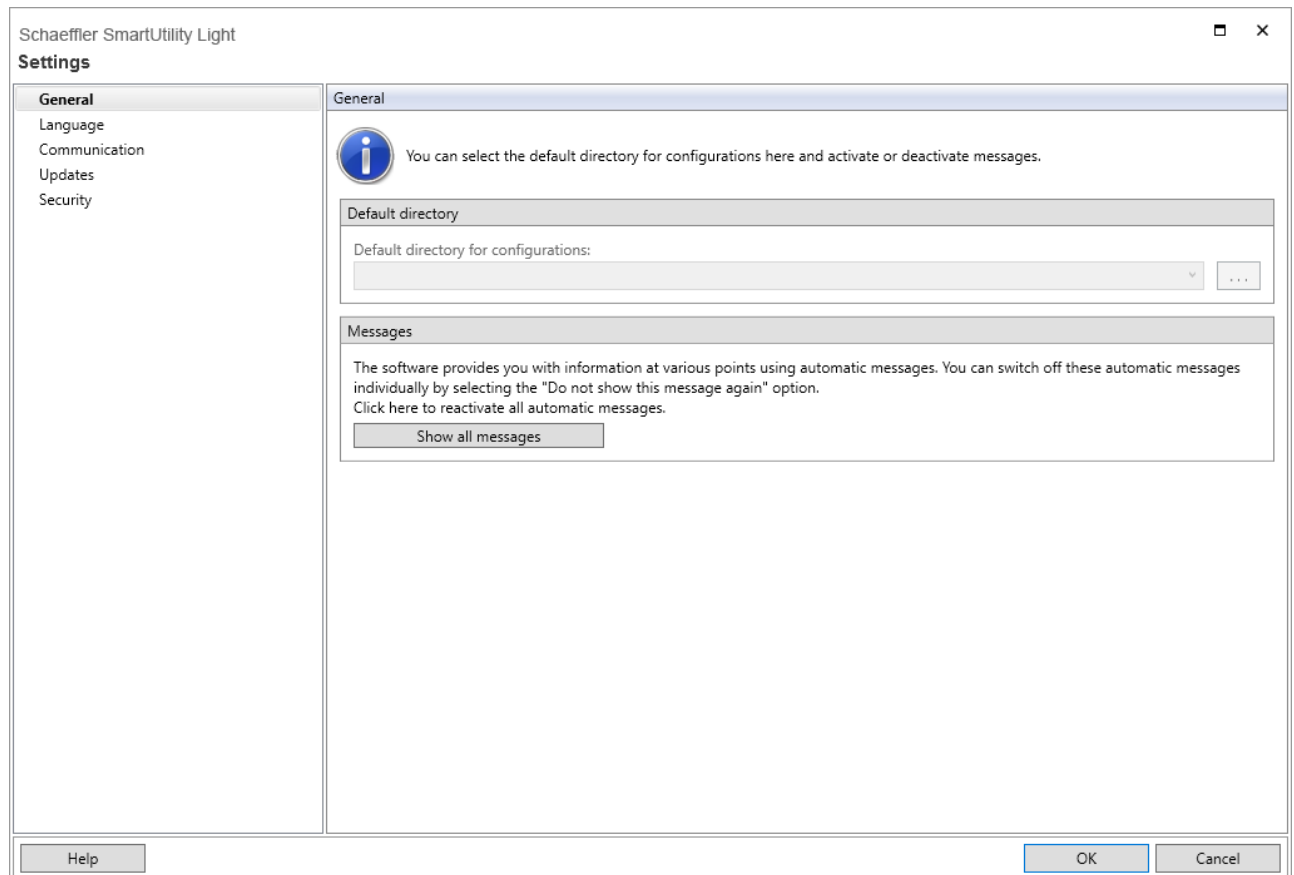 Schaeffler SmartUtility Light
Settings
General
Language
Communication
Updates
Security
General
You can select the default directory for configurations here and activate or deactivate messages.
Default directory
Default directory for configurations:
...
Messages
The software provides you with information at various points using automatic messages. You can switch off these automatic messages
individually by selecting the "Do not show this message again" option.
Click here to reactivate all automatic messages.
Show all messages
Help
OK
Cancel